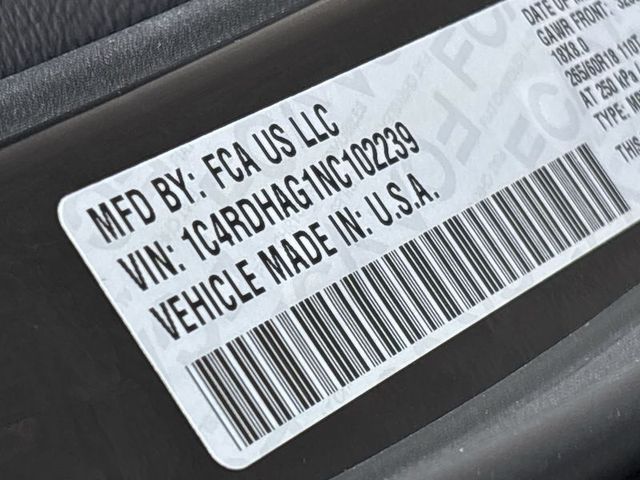 MFD BY: FCA US LLC
VIN: 1C4RDHAG1NC102239
VEHICLE MADE IN: U.S.A.
DATE OF
GAWR FRONT:
18X8.0
265/60R18
AT 250 kPa
TYPE:
THIS